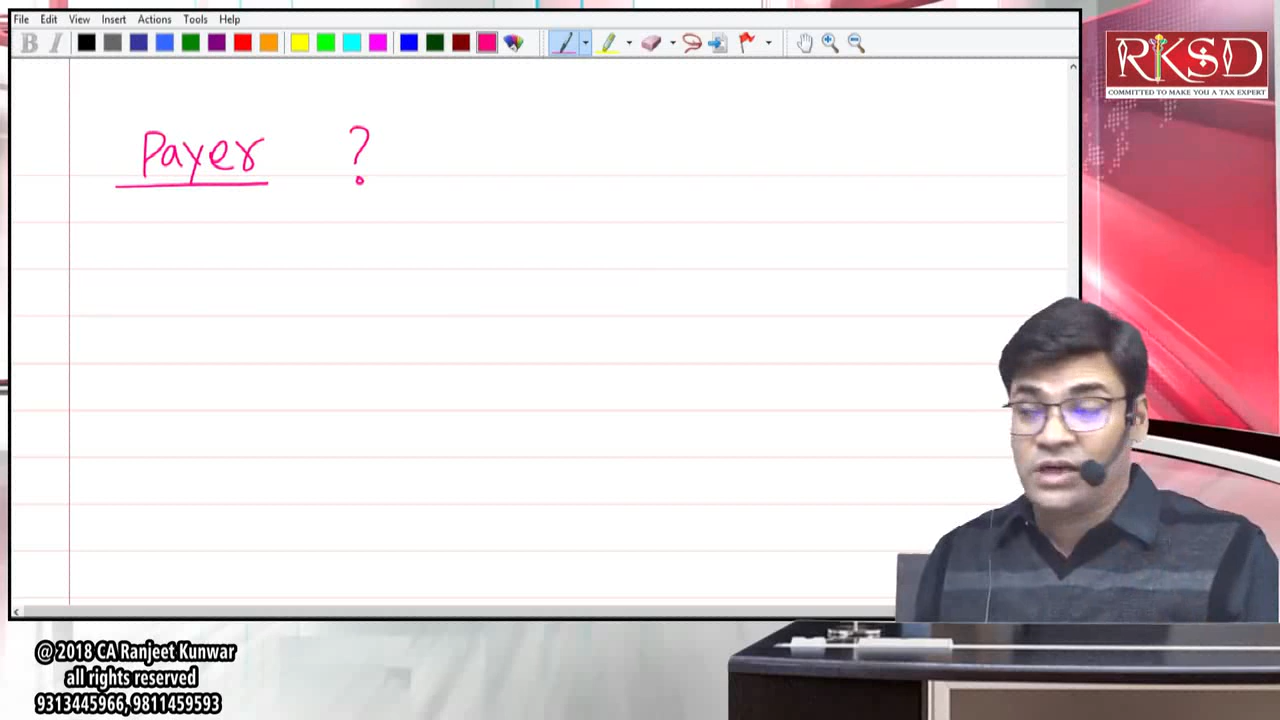 File Edit View Insert Actions Tools Help
B I
RKSD
COMMITTED TO MAKE YOU A TAX EXPERT
Payer ?
@ 2018 CA Ranjeet Kunwar
all rights reserved
9313445966, 9811459593